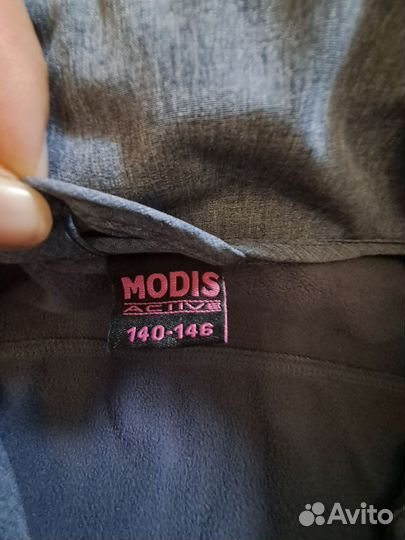 MODIS
ACTIVE
140-146
Avito